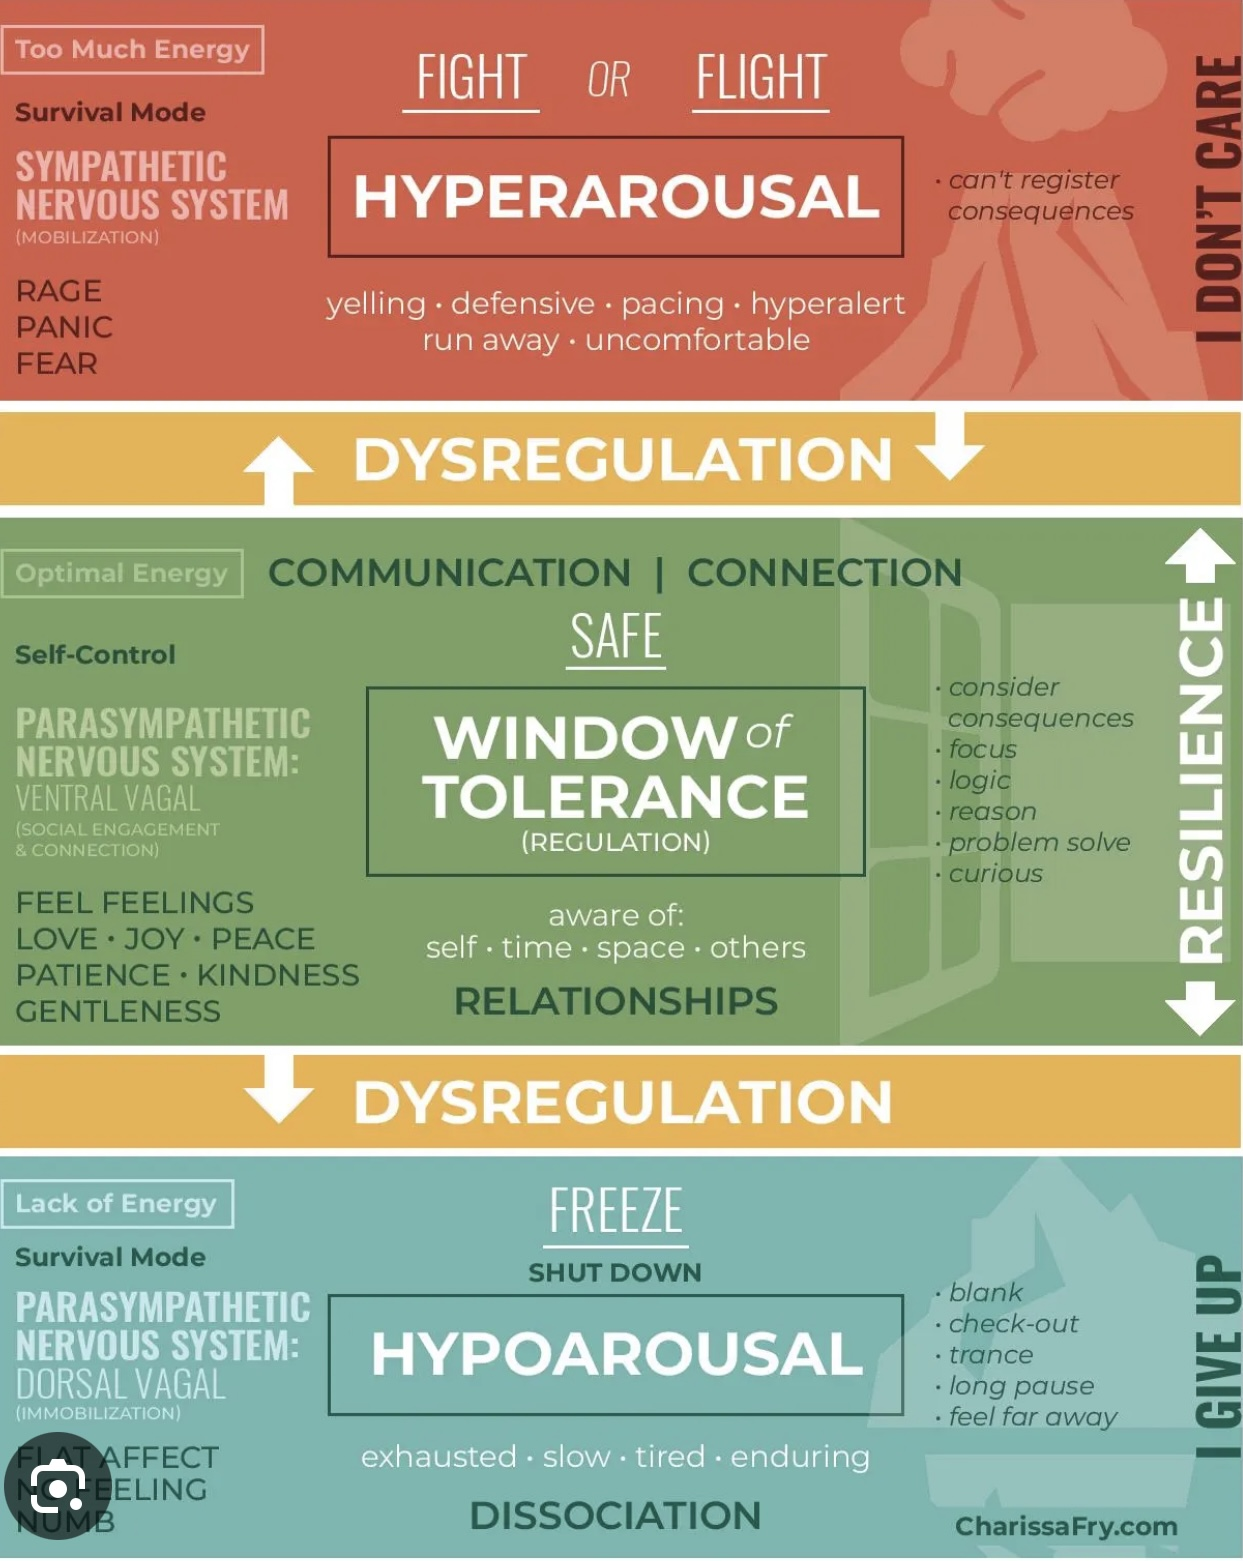 Too Much Energy
Survival Mode
SYMPATHETIC
NERVOUS SYSTEM
(MOBILIZATION)
RAGE
PANIC
FEAR
FIGHT OR FLIGHT
HYPERAROUSAL
yelling • defensive • pacing • hyperalert
run away • uncomfortable
• can't register
consequences
I DON'T CARE
DYSREGULATION
Optimal Energy
Self-Control
PARASYMPATHETIC
NERVOUS SYSTEM:
VENTRAL VAGAL
(SOCIAL ENGAGEMENT
& CONNECTION)
FEEL FEELINGS
LOVE • JOY • PEACE
PATIENCE • KINDNESS
GENTLENESS
COMMUNICATION | CONNECTION
SAFE
WINDOW of
TOLERANCE
(REGULATION)
aware of:
self • time • space • others
RELATIONSHIPS
• consider
consequences
• focus
• logic
• reason
• problem solve
• curious
RESILIENCE
DYSREGULATION
Lack of Energy
Survival Mode
PARASYMPATHETIC
NERVOUS SYSTEM:
DORSAL VAGAL
(IMMOBILIZATION)
FLAT AFFECT
NO FEELING
NUMB
FREEZE
SHUT DOWN
HYPOAROUSAL
exhausted • slow • tired • enduring
DISSOCIATION
• blank
• check-out
• trance
• long pause
• feel far away
I GIVE UP
CharissaFry.com